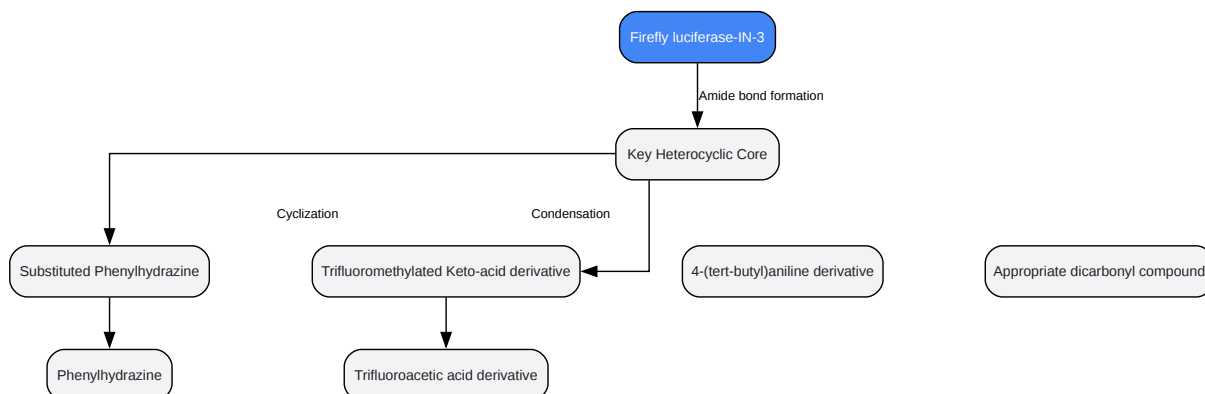 Firefly luciferase-IN-3
Amide bond formation
Key Heterocyclic Core
Cyclization
Condensation
Substituted Phenylhydrazine
Trifluoromethylated Keto-acid derivative
4-(tert-butyl)aniline derivative
Appropriate dicarbonyl compound
Phenylhydrazine
Trifluoroacetic acid derivative